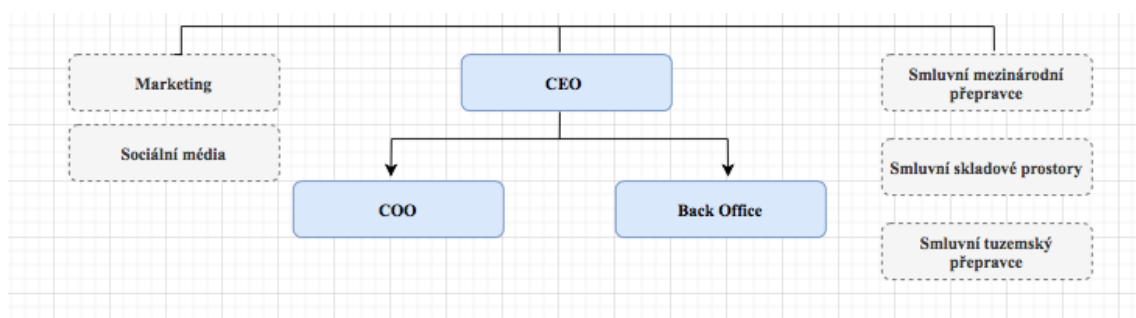 Marketing
CEO
Smluvní mezinárodní
přepravce
Sociální média
Smluvní skladové prostory
COO
Back Office
Smluvní tuzemský
přepravce